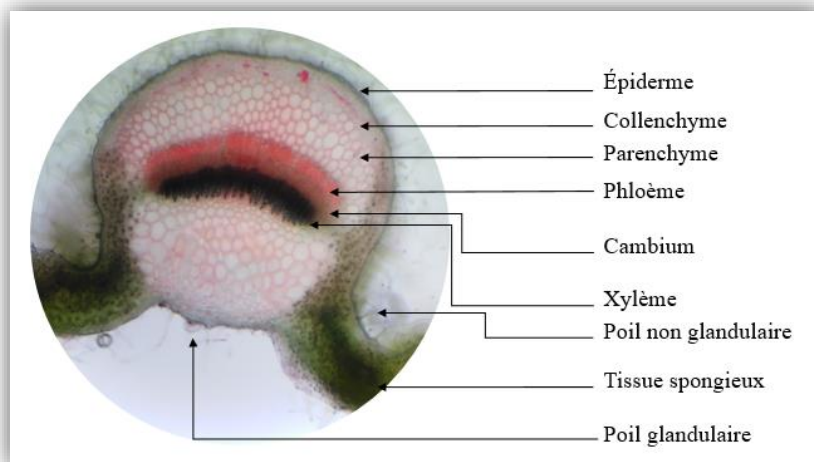 Épiderme
Collenchyme
Parenchyme
Phloème
Cambium
Xylème
Poil non glandulaire
Tissue spongieux
Poil glandulaire